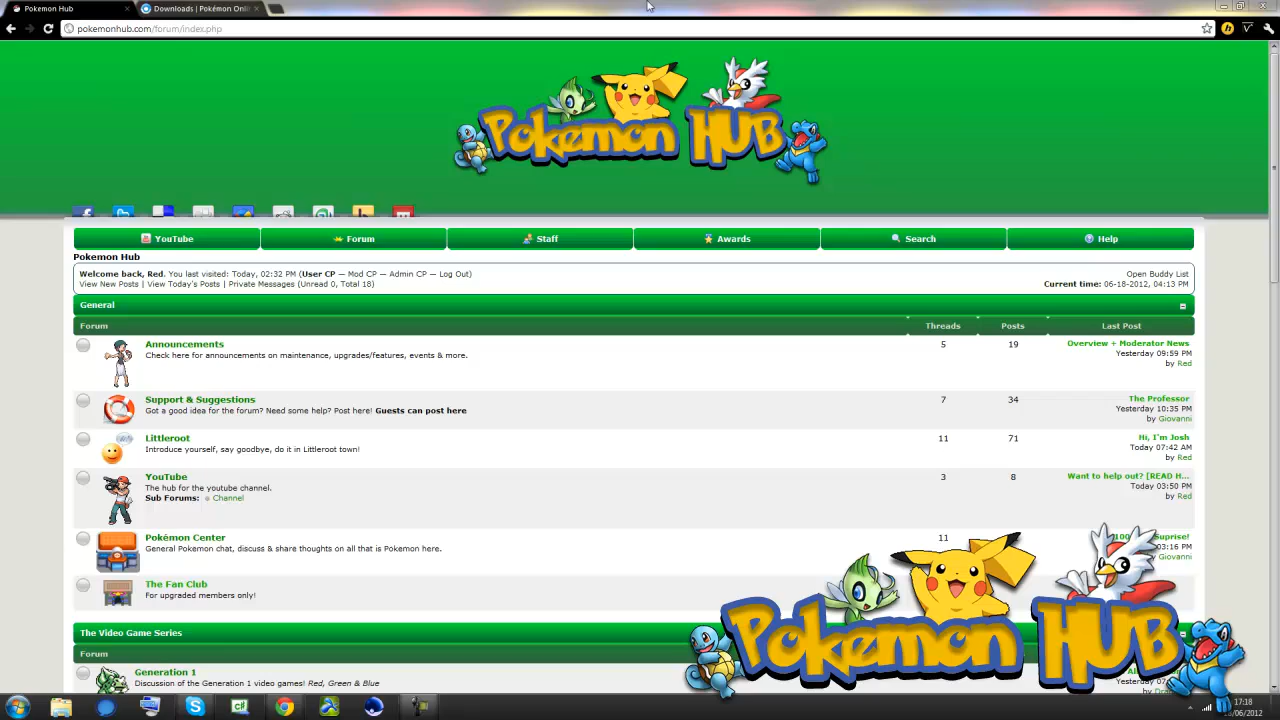 Pokemon Hub
Downloads | Pokémon Onli
pokemonhub.com/forum/index.php
Pokemon HUB
YouTube Forum Staff Awards Search Help
Pokemon Hub
Welcome back, Red. You last visited: Today, 02:32 PM (User CP — Mod CP — Admin CP — Log Out)
Open Buddy List
View New Posts | View Today's Posts | Private Messages (Unread 0, Total 18)
Current time: 06-18-2012, 04:13 PM
General
Forum Threads Posts Last Post
Announcements
Check here for announcements on maintenance, upgrades/features, events & more.
5 19
Overview + Moderator News
Yesterday 09:59 PM
by Red
Support & Suggestions
Got a good idea for the forum? Need some help? Post here! Guests can post here
7 34
The Professor
Yesterday 10:35 PM
by Giovanni
Littleroot
Introduce yourself, say goodbye, do it in Littleroot town!
11 71
Hi, I'm Josh
Today 07:42 AM
by Red
YouTube
The hub for the youtube channel.
Sub Forums: Channel
3 8
Want to help out? [READ H...
Today 03:50 PM
by Red
Pokémon Center
General Pokemon chat, discuss & share thoughts on all that is Pokemon here.
11
100
Suprise!
03:16 PM
Giovanni
The Fan Club
For upgraded members only!
The Video Game Series
Forum
Generation 1
Discussion of the Generation 1 video games! Red, Green & Blue
Pokemon HUB
17:18